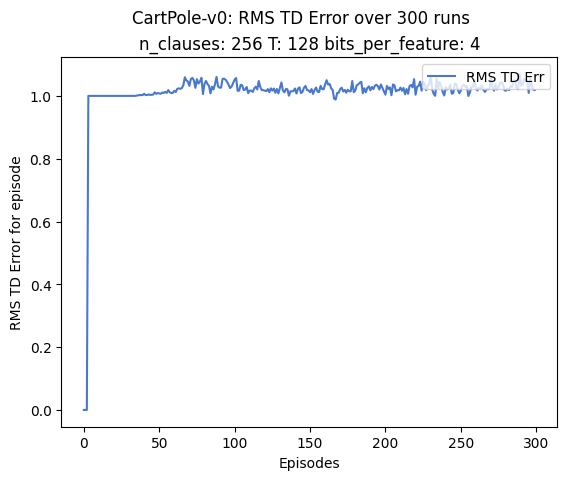 CartPole-v0: RMS TD Error over 300 runs
n_clauses: 256 T: 128 bits_per_feature: 4
RMS TD Err
1.0
0.8
0.6
0.4
0.2
0.0
RMS TD Error for episode
0 50 100 150 200 250 300
Episodes